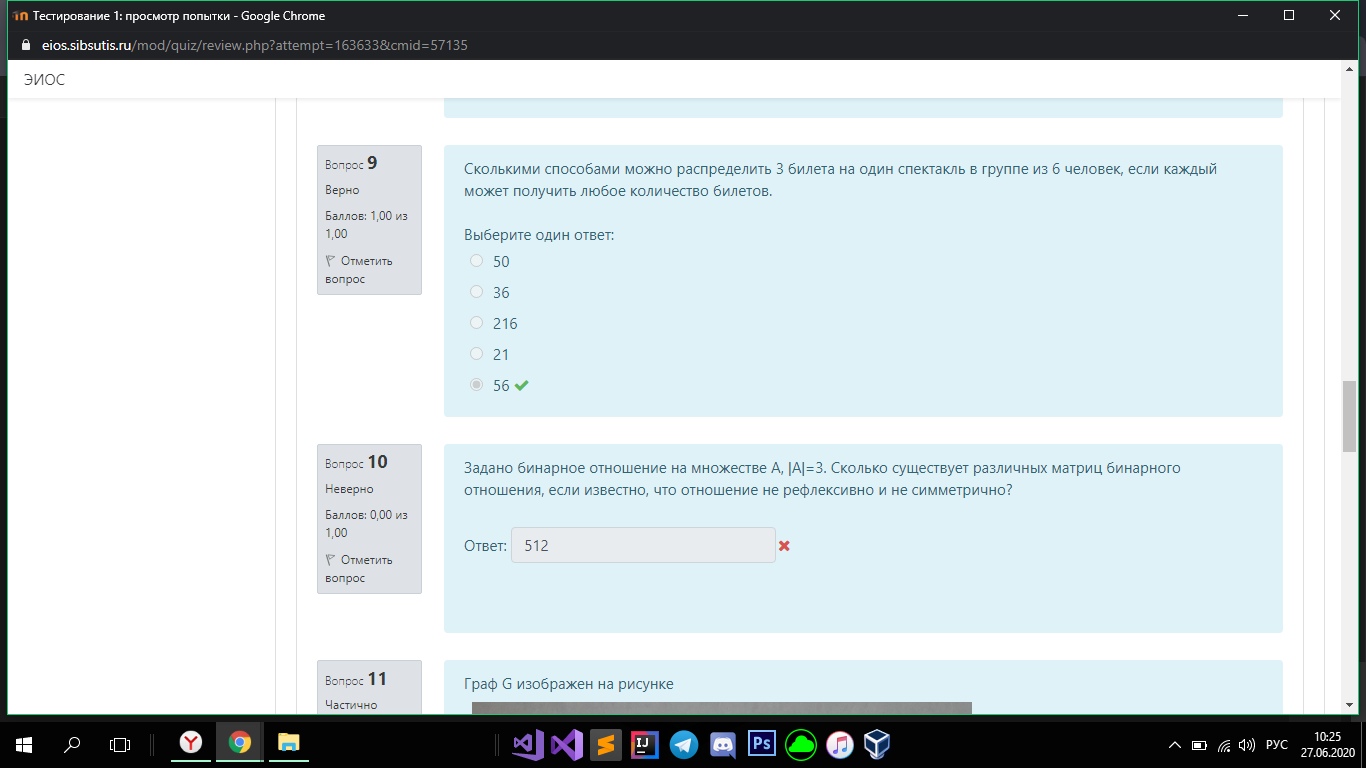 Тестирование 1: просмотр попытки - Google Chrome
eios.sibsutis.ru/mod/quiz/review.php?attempt=163633&cmid=57135
ЭИОС
Вопрос 9
Верно
Баллов: 1,00 из
1,00
Отметить
вопрос
Сколькими способами можно распределить 3 билета на один спектакль в группе из 6 человек, если каждый
может получить любое количество билетов.
Выберите один ответ:
50
36
216
21
56
Вопрос 10
Неверно
Баллов: 0,00 из
1,00
Отметить
вопрос
Задано бинарное отношение на множестве А, |А|=3. Сколько существует различных матриц бинарного
отношения, если известно, что отношение не рефлексивно и не симметрично?
Ответ: 512
Вопрос 11
Частично
Граф G изображен на рисунке
РУС
10:25
27.06.2020